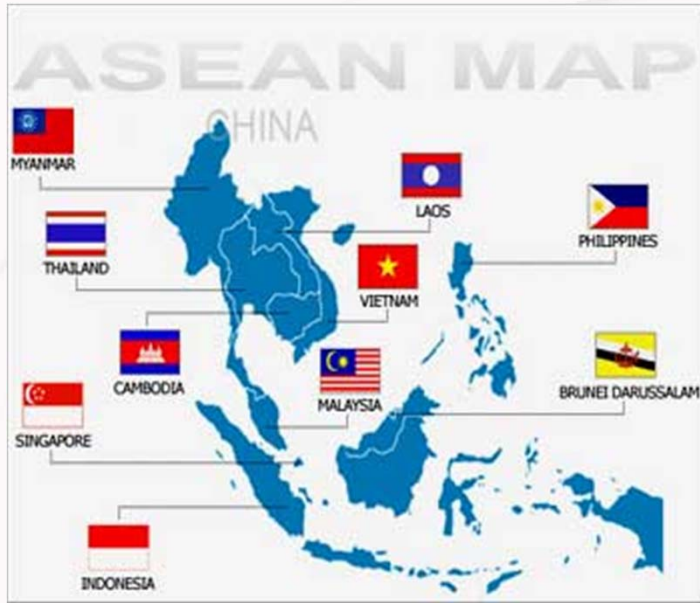 ASEAN MAP
CHINA
MYANMAR
LAOS
PHILIPPINES
THAILAND
VIETNAM
CAMBODIA
MALAYSIA
BRUNEI DARUSSALAM
SINGAPORE
INDONESIA